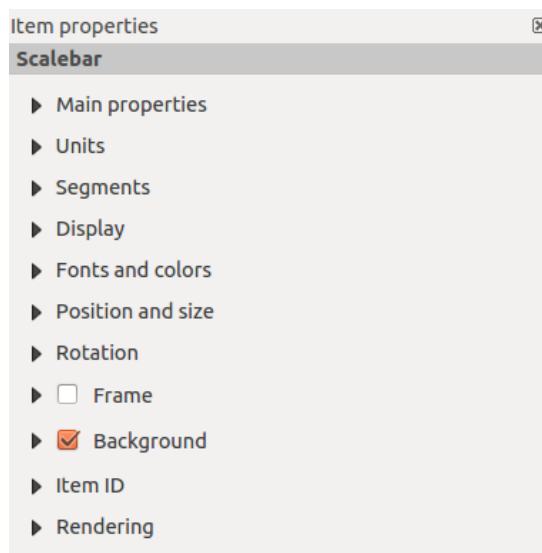 Item properties
Scalebar
Main properties
Units
Segments
Display
Fonts and colors
Position and size
Rotation
Frame
Background
Item ID
Rendering